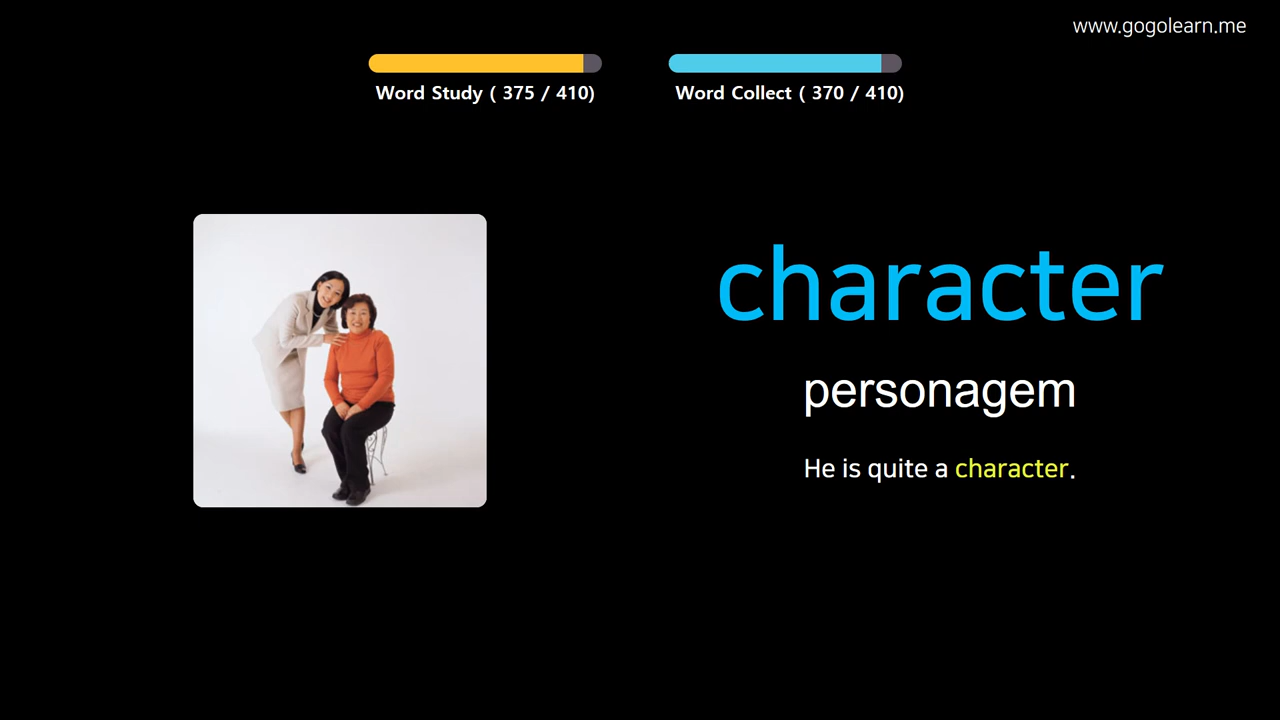 www.gogolearn.me
Word Study ( 375 / 410)
Word Collect ( 370 / 410)
character
personagem
He is quite a character.